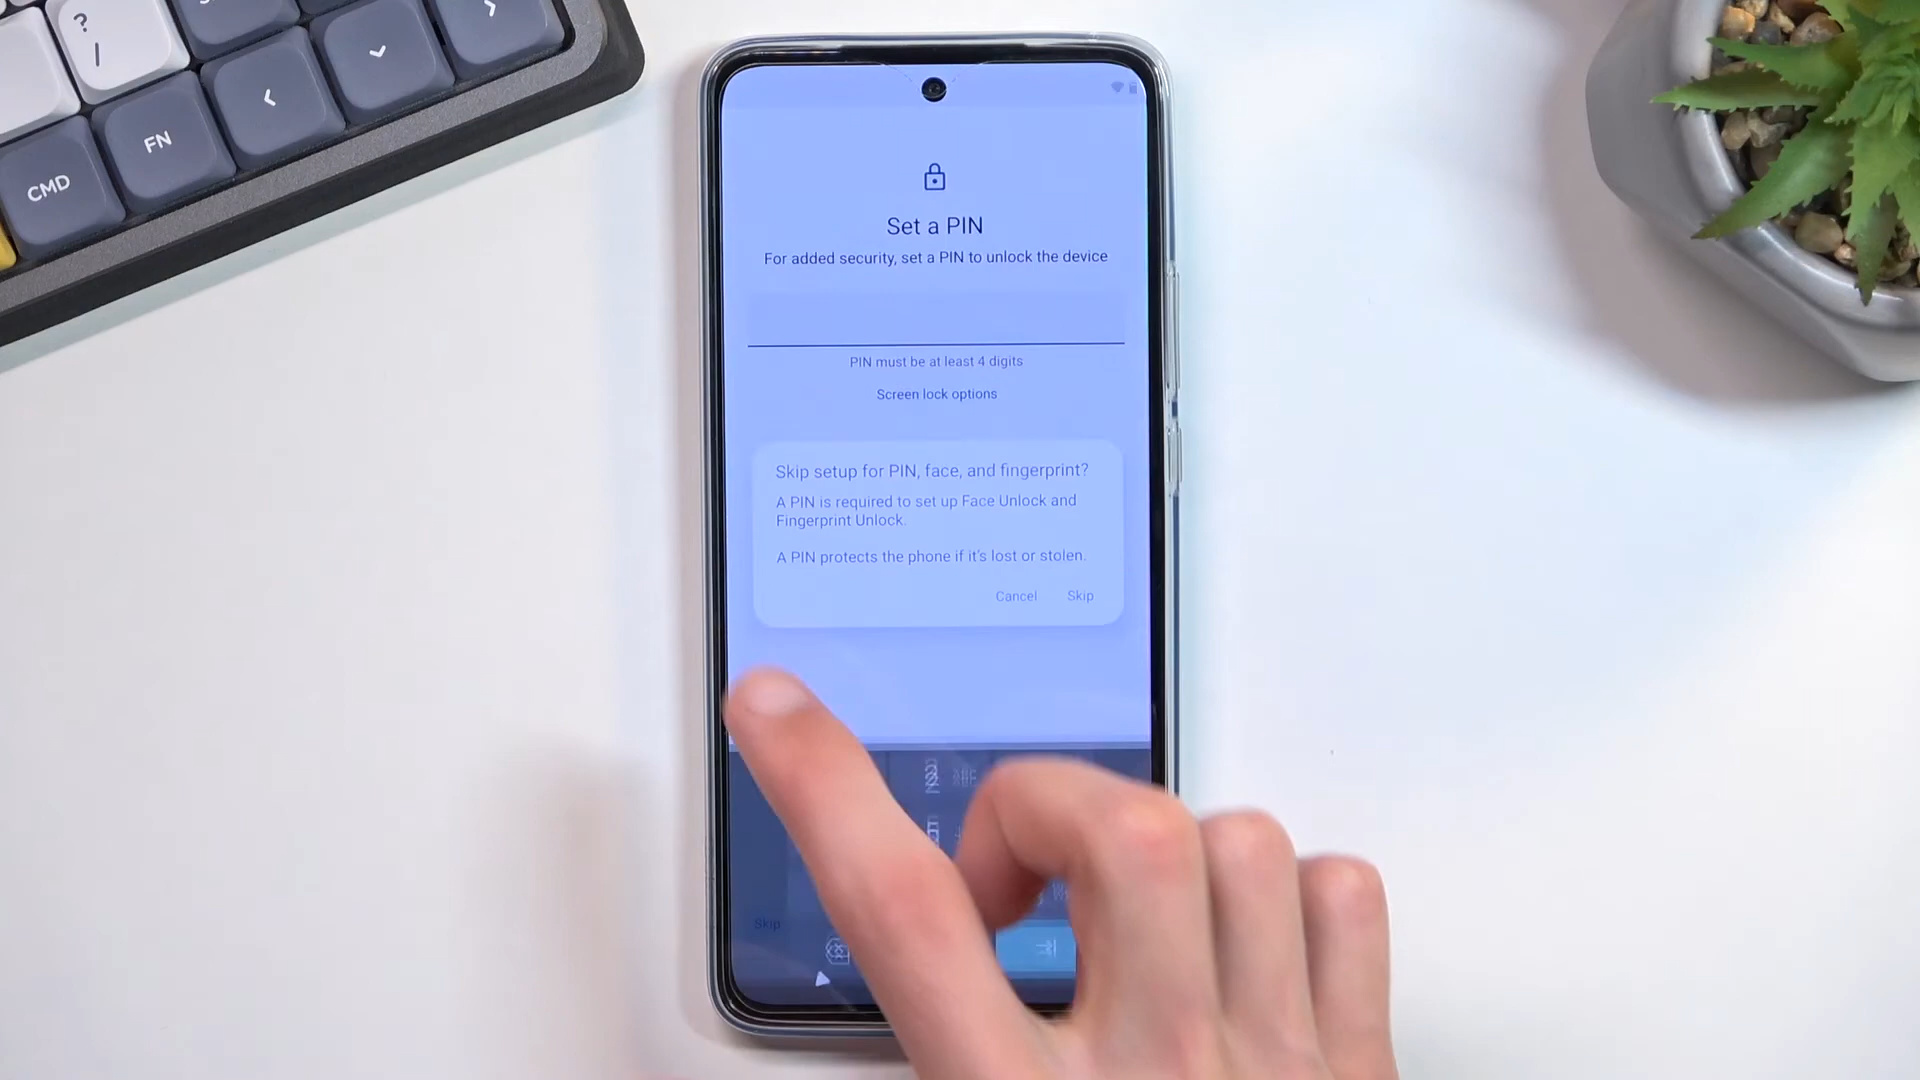 ?
/
FN
CMD
Set a PIN
For added security, set a PIN to unlock the device
PIN must be at least 4 digits
Screen lock options
Skip setup for PIN, face, and fingerprint?
A PIN is required to set up Face Unlock and
Fingerprint Unlock.
A PIN protects the phone if it's lost or stolen.
Cancel
Skip
Skip